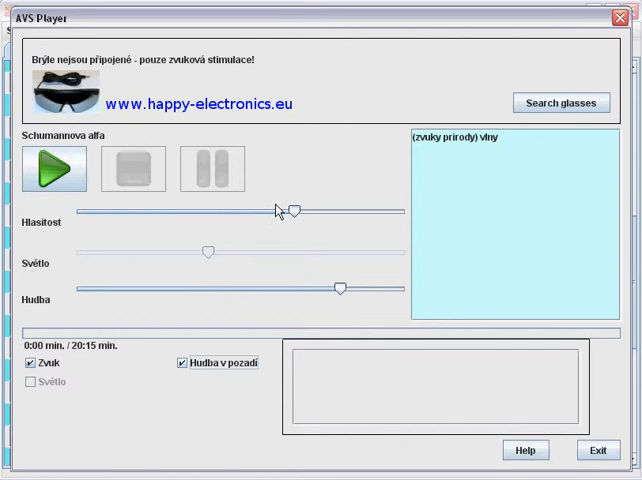 AVS Player
Brýle nejsou připojené - pouze zvuková stimulace!
www.happy-electronics.eu
Search glasses
Schumannova alfa
(zvuky prirody) vlny
Hlasitost
Světlo
Hudba
0:00 min. / 20:15 min.
Zvuk
Hudba v pozadí
Světlo
Help
Exit